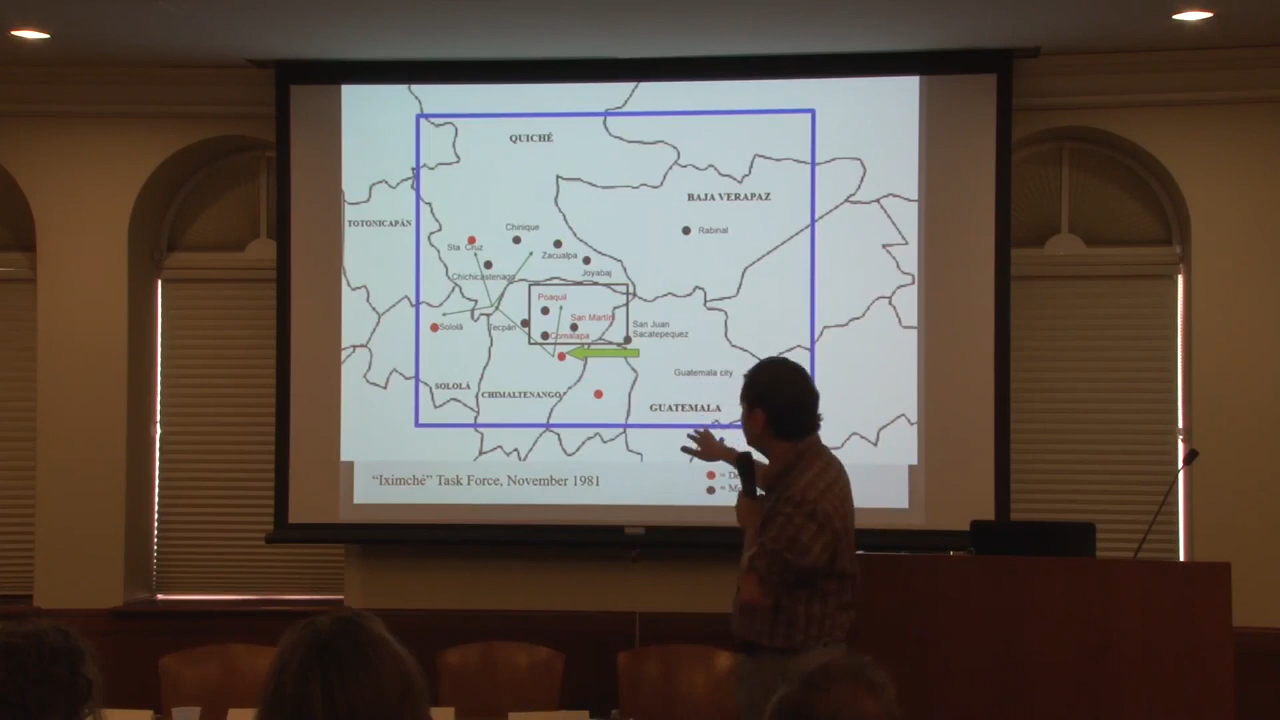 QUICHÉ
BAJA VERAPAZ
TOTONICAPÁN
Chinique
Rabinal
Sta Cruz
Zacualpa
Chichicastenago
Joyabaj
Poaquil
San Martín
Sololá
Tecpán
Comalapa
San Juan
Sacatepequez
Guatemala city
SOLOLÁ
CHIMALTENANGO
GUATEMALA
"Iximché" Task Force, November 1981
=
=